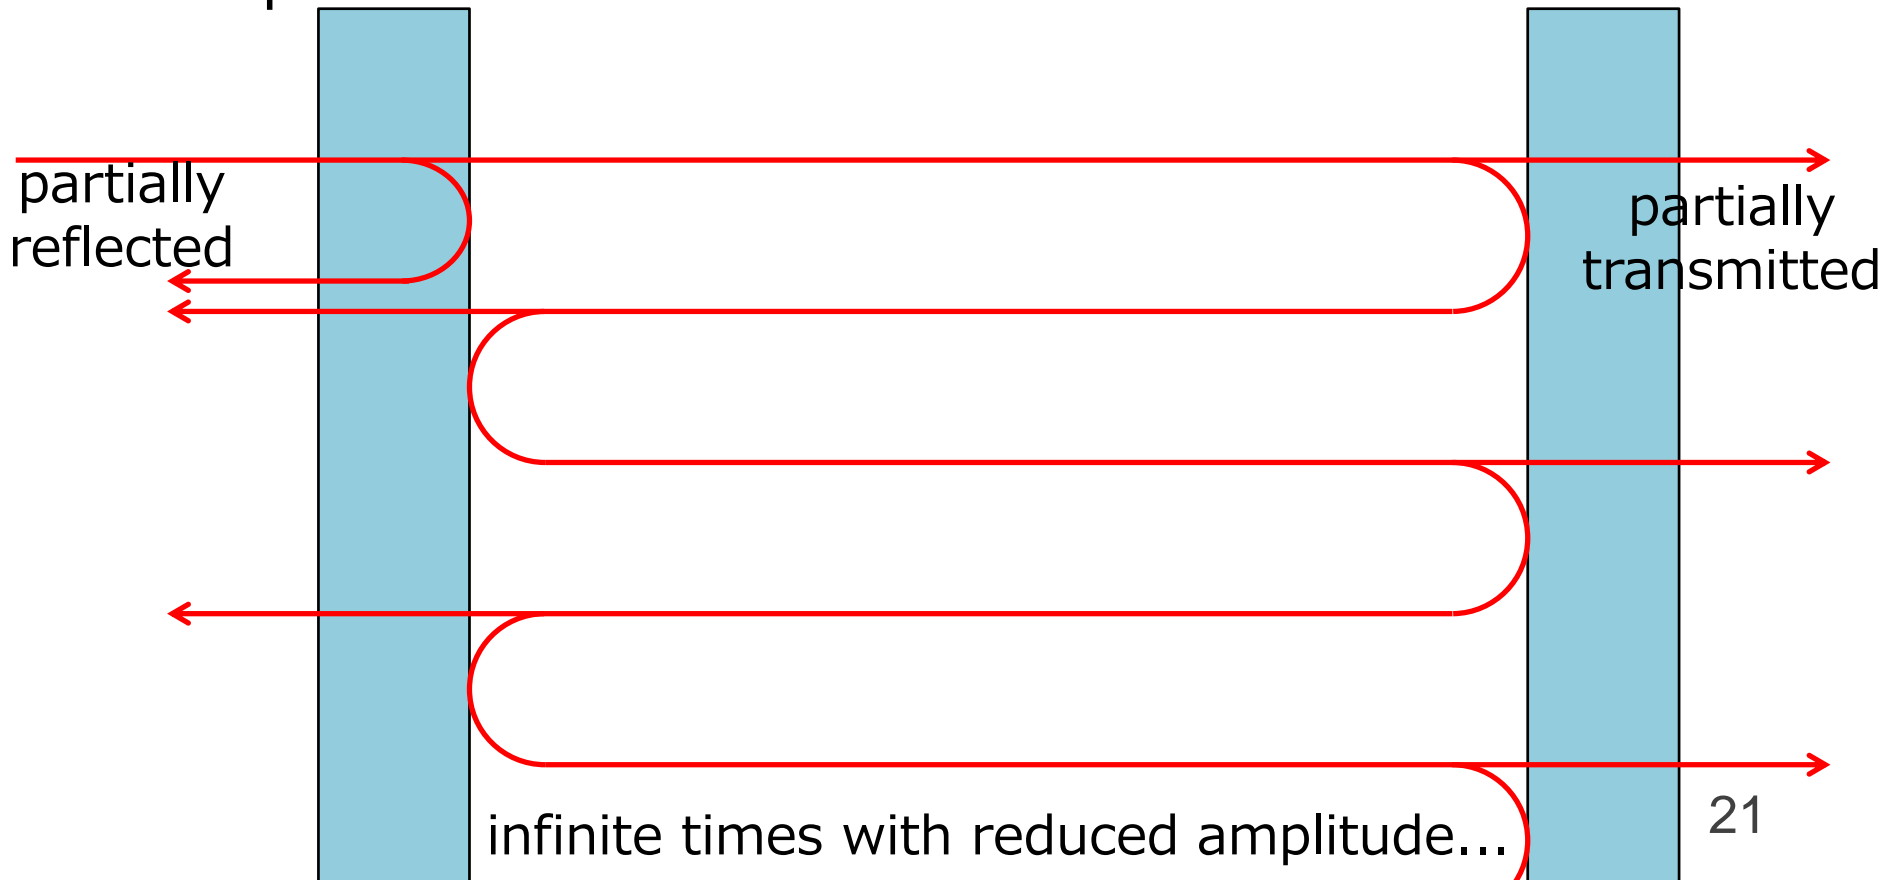 partially
reflected
partially
transmitted
infinite times with reduced amplitude...
21